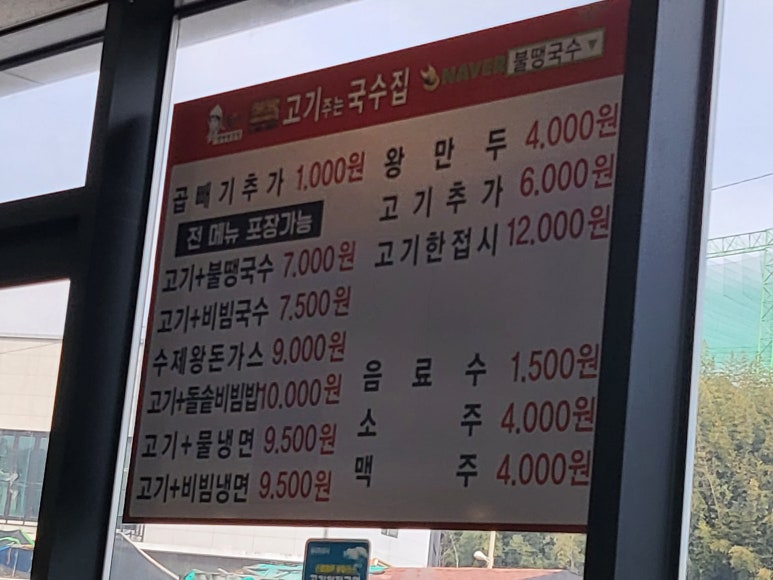 고기주는 국수집
NAVER 불땡국수▼
곱빼기추가 1,000원
전 메뉴 포장가능
고기+불땡국수 7,000원
고기+비빔국수 7,500원
수제왕돈가스 9,000원
고기+돌솥비빔밥 10,000원
고기+물냉면 9,500원
고기+비빔냉면 9,500원
왕만두 4,000원
고기추가 6,000원
고기한접시 12,000원
음료수 1,500원
소주 4,000원
맥주 4,000원